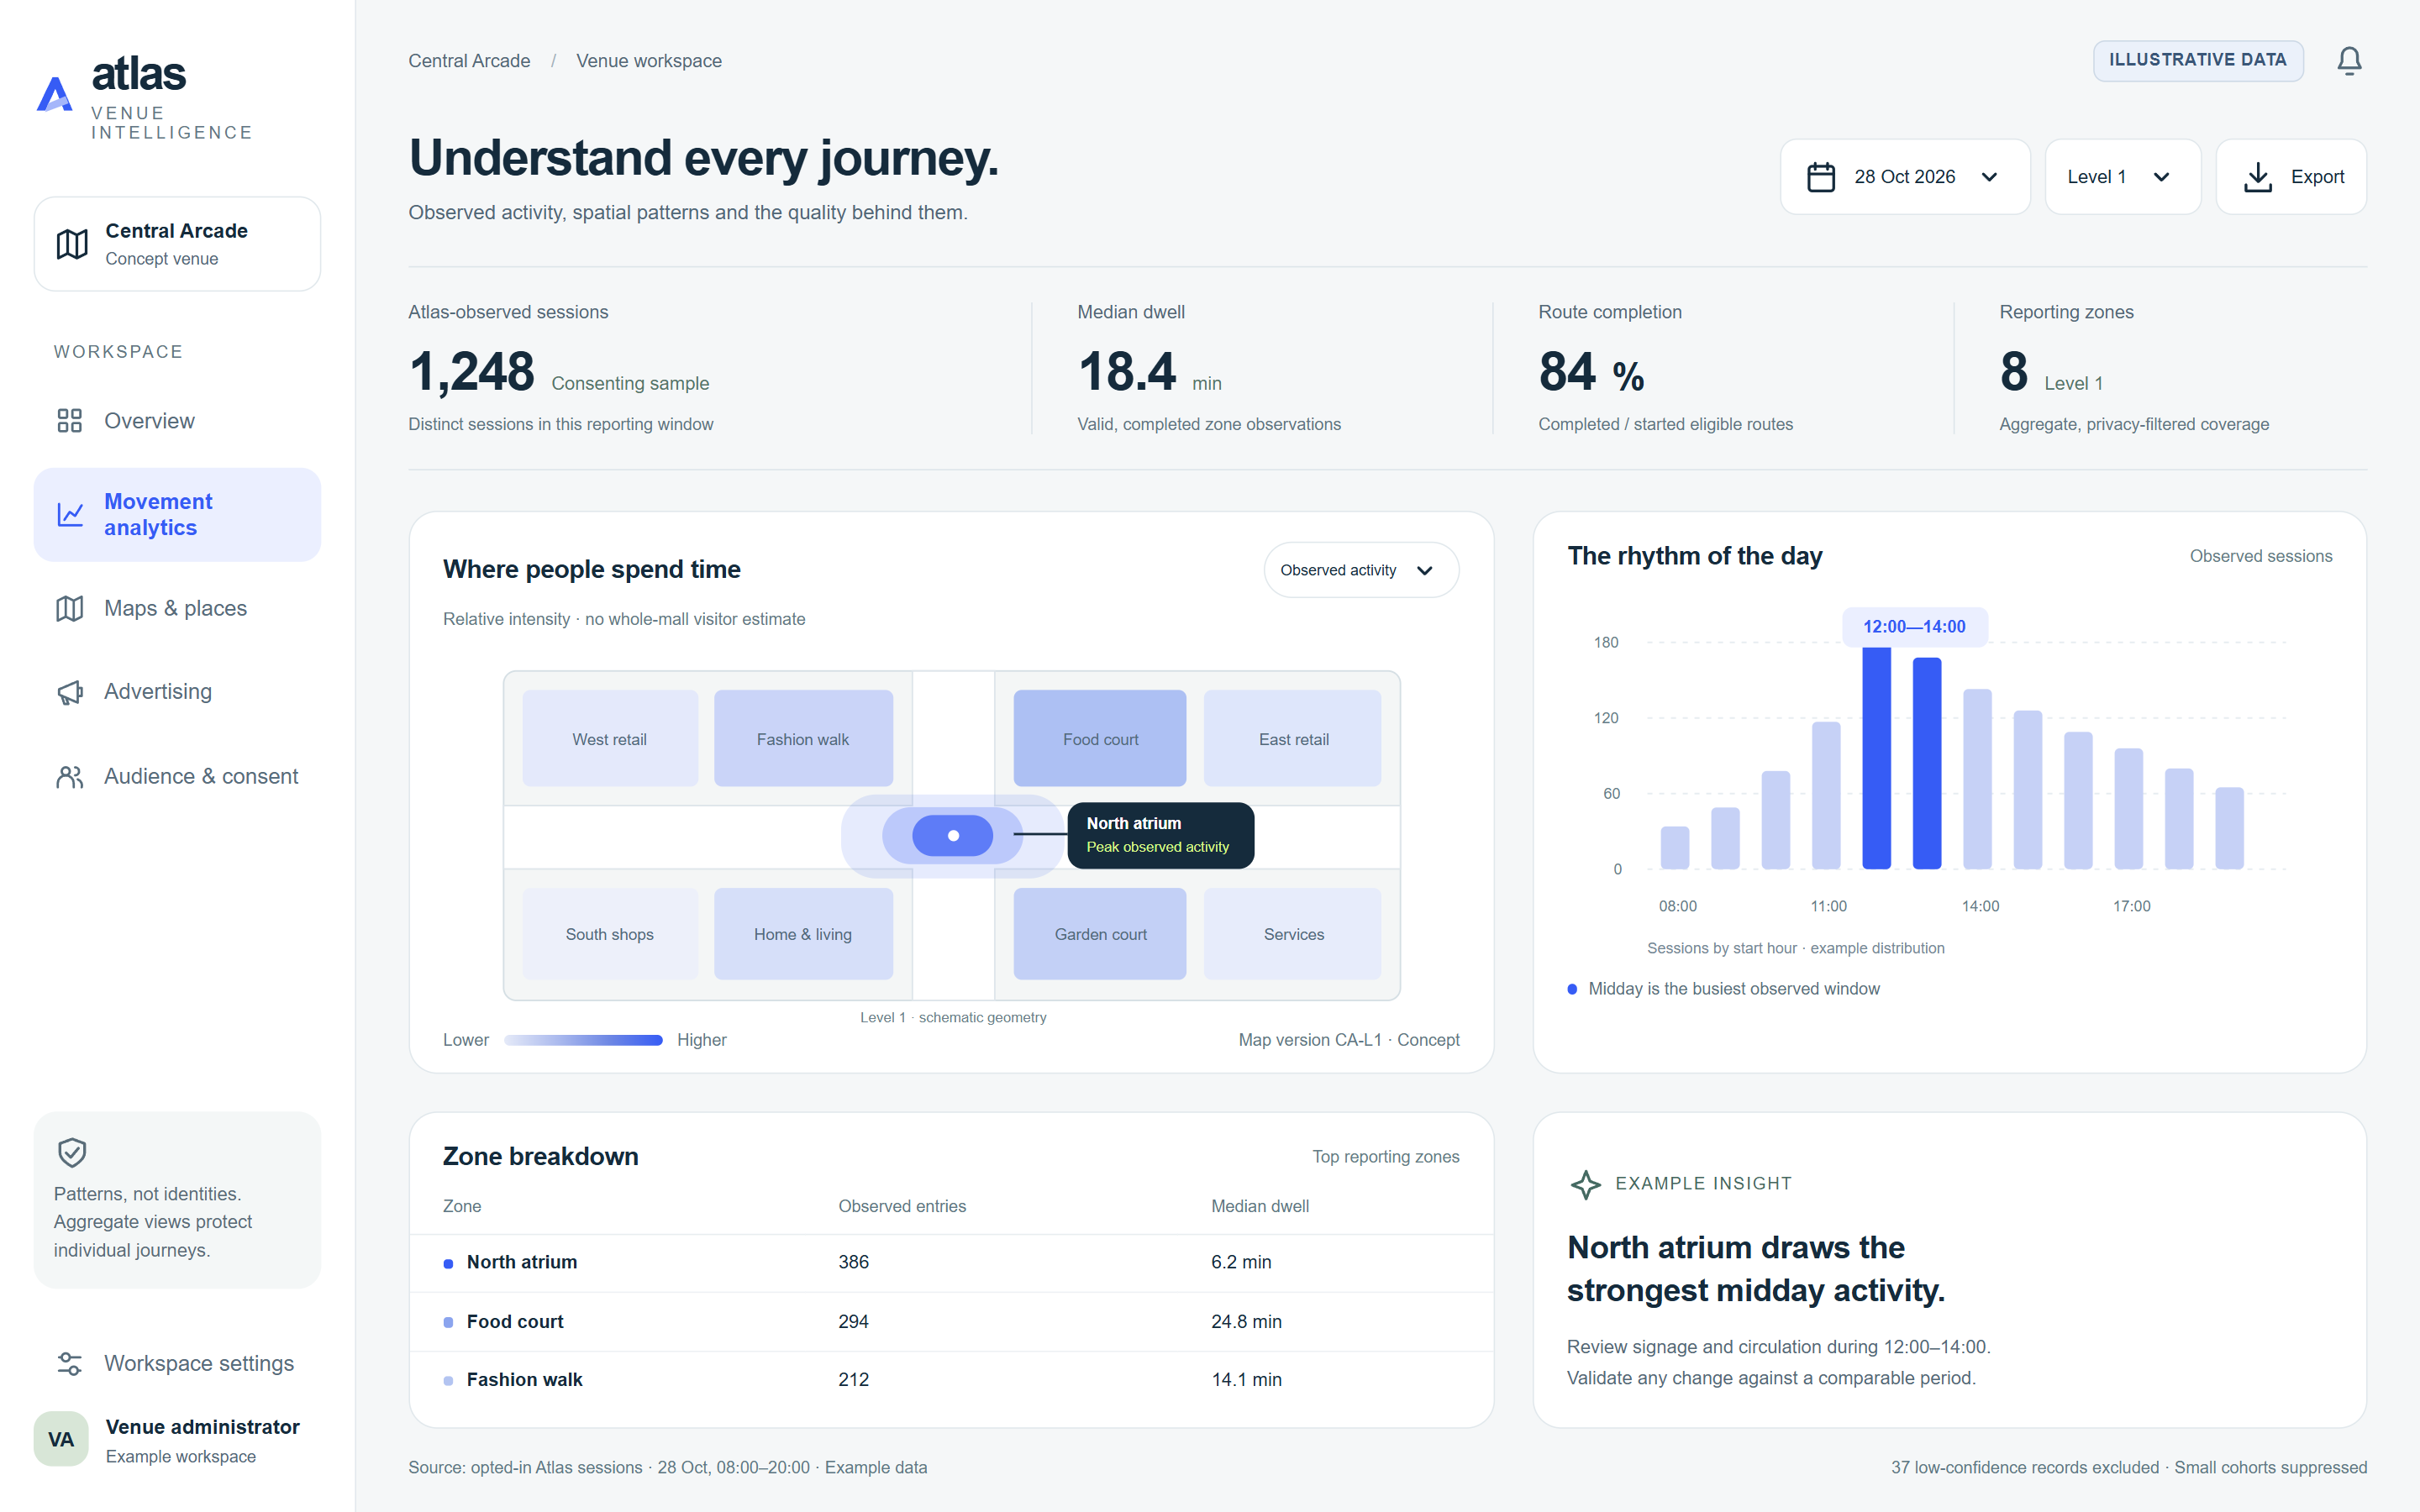 atlas
VENUE
INTELLIGENCE
Central Arcade
Concept venue
WORKSPACE
Overview
Movement
analytics
Maps & places
Advertising
Audience & consent
Patterns, not identities.
Aggregate views protect
individual journeys.
Workspace settings
VA
Venue administrator
Example workspace
Central Arcade / Venue workspace
ILLUSTRATIVE DATA
Understand every journey.
Observed activity, spatial patterns and the quality behind them.
28 Oct 2026
Level 1
Export
Atlas-observed sessions
1,248 Consenting sample
Distinct sessions in this reporting window
Median dwell
18.4 min
Valid, completed zone observations
Route completion
84 %
Completed / started eligible routes
Reporting zones
8 Level 1
Aggregate, privacy-filtered coverage
Where people spend time
Observed activity
Relative intensity · no whole-mall visitor estimate
West retail
Fashion walk
Food court
East retail
North atrium
Peak observed activity
South shops
Home & living
Garden court
Services
Level 1 · schematic geometry
Lower
Higher
Map version CA-L1 · Concept
The rhythm of the day
Observed sessions
12:00—14:00
180
120
60
0
08:00
11:00
14:00
17:00
Sessions by start hour · example distribution
Midday is the busiest observed window
Zone breakdown
Top reporting zones
Zone Observed entries Median dwell
North atrium 386 6.2 min
Food court 294 24.8 min
Fashion walk 212 14.1 min
EXAMPLE INSIGHT
North atrium draws the
strongest midday activity.
Review signage and circulation during 12:00–14:00.
Validate any change against a comparable period.
Source: opted-in Atlas sessions · 28 Oct, 08:00–20:00 · Example data
37 low-confidence records excluded · Small cohorts suppressed